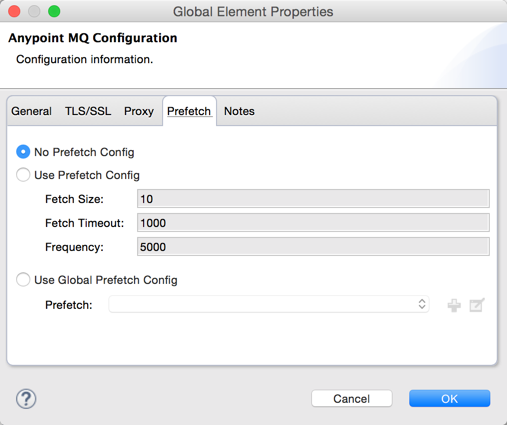 Global Element Properties
Anypoint MQ Configuration
Configuration information.
General TLS/SSL Proxy Prefetch Notes
No Prefetch Config
Use Prefetch Config
Fetch Size: 10
Fetch Timeout: 1000
Frequency: 5000
Use Global Prefetch Config
Prefetch:
? Cancel OK